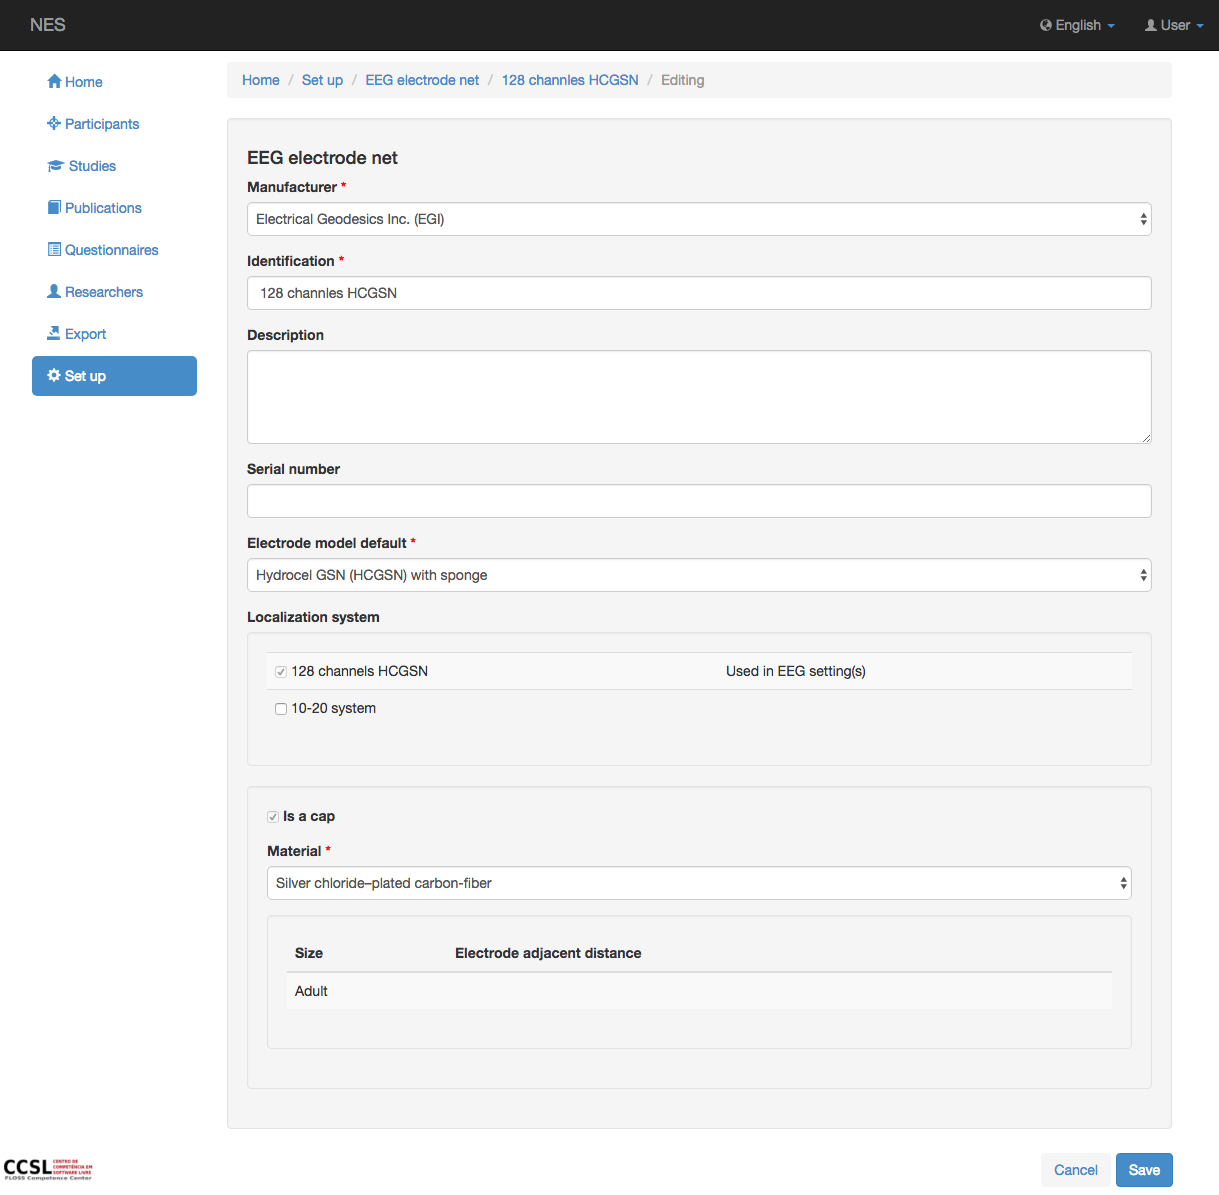 NES English User
Home
Participants
Studies
Publications
Questionnaires
Researchers
Export
Set up
Home / Set up / EEG electrode net / 128 channles HCGSN / Editing
EEG electrode net
Manufacturer *
Electrical Geodesics Inc. (EGI)
Identification *
128 channles HCGSN
Description
Serial number
Electrode model default *
Hydrocel GSN (HCGSN) with sponge
Localization system
128 channels HCGSN Used in EEG setting(s)
10-20 system
Is a cap
Material *
Silver chloride–plated carbon-fiber
Size Electrode adjacent distance
Adult
CCSL
CENTRO DE
COMPETÊNCIA EM
SOFTWARE LIVRE
FLOSS Competence Center
Cancel Save